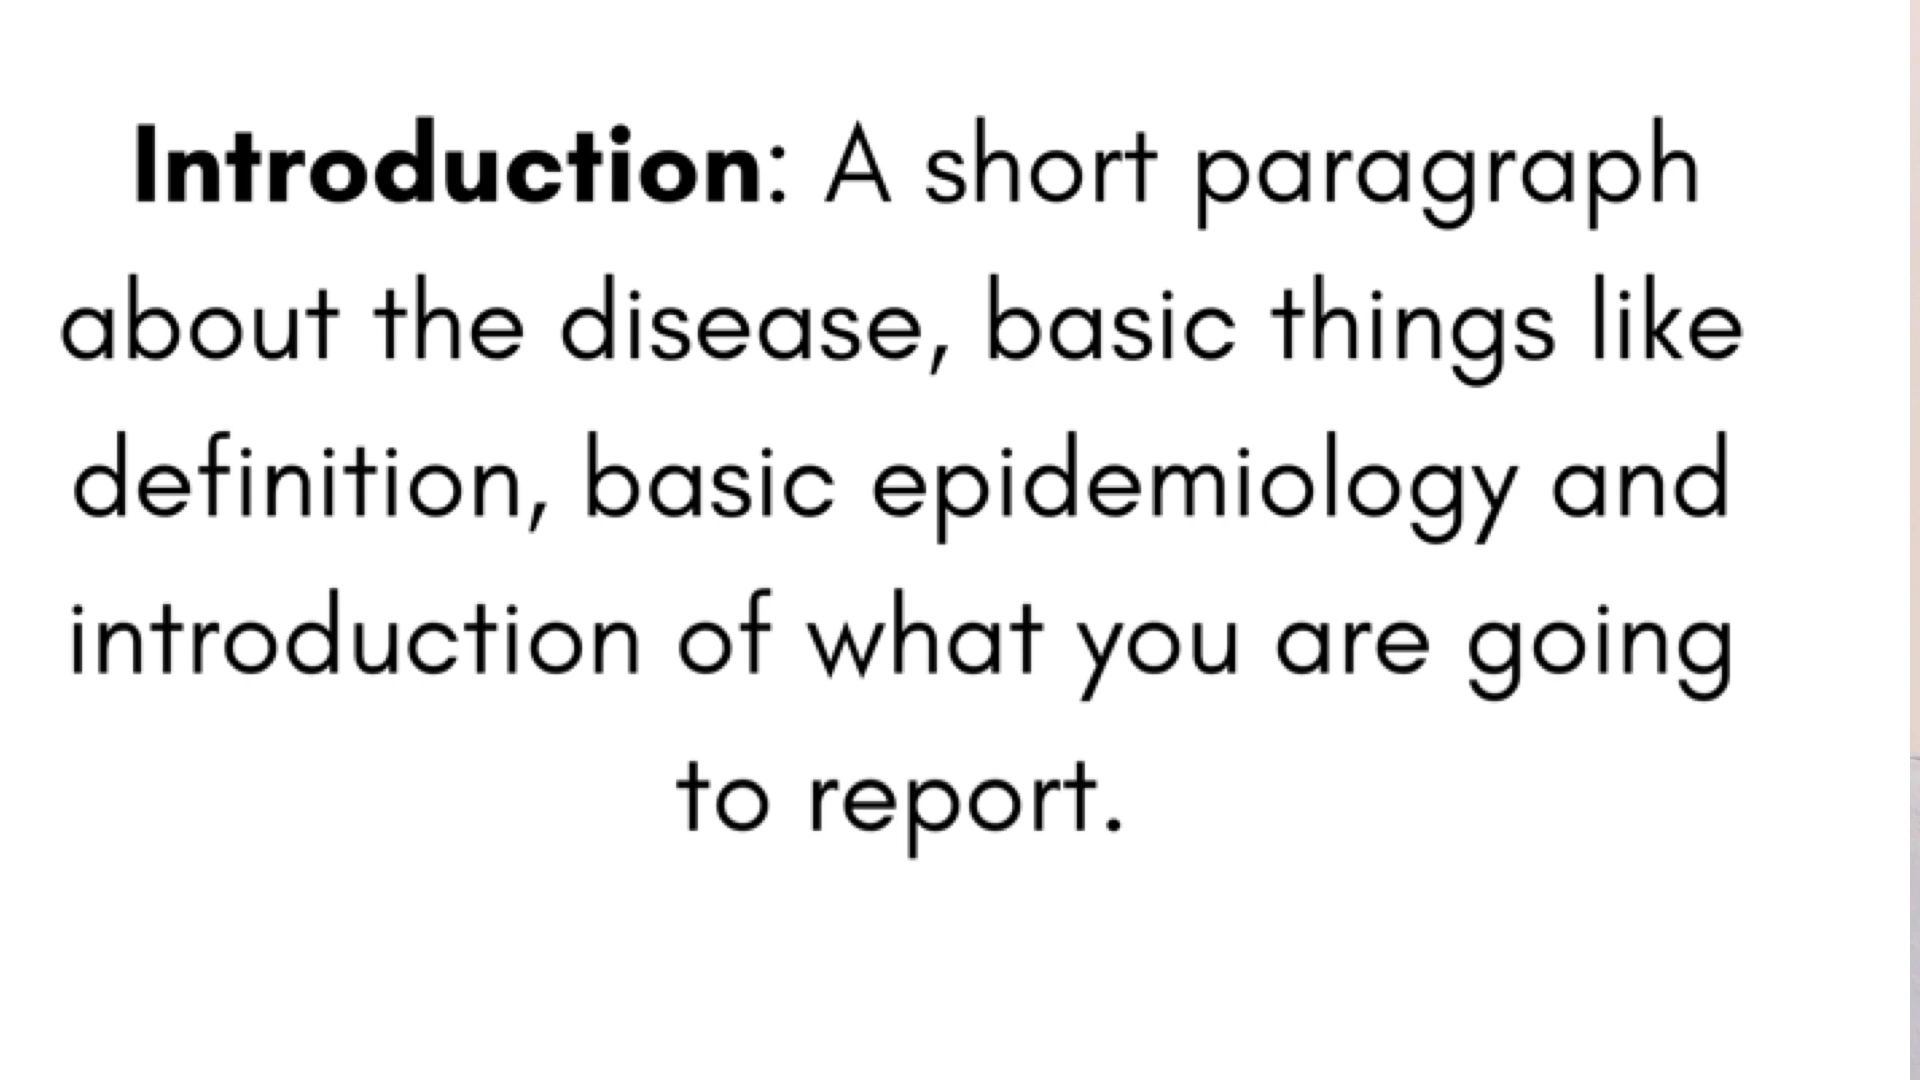 Introduction: A short paragraph
about the disease, basic things like
definition, basic epidemiology and
introduction of what you are going
to report.